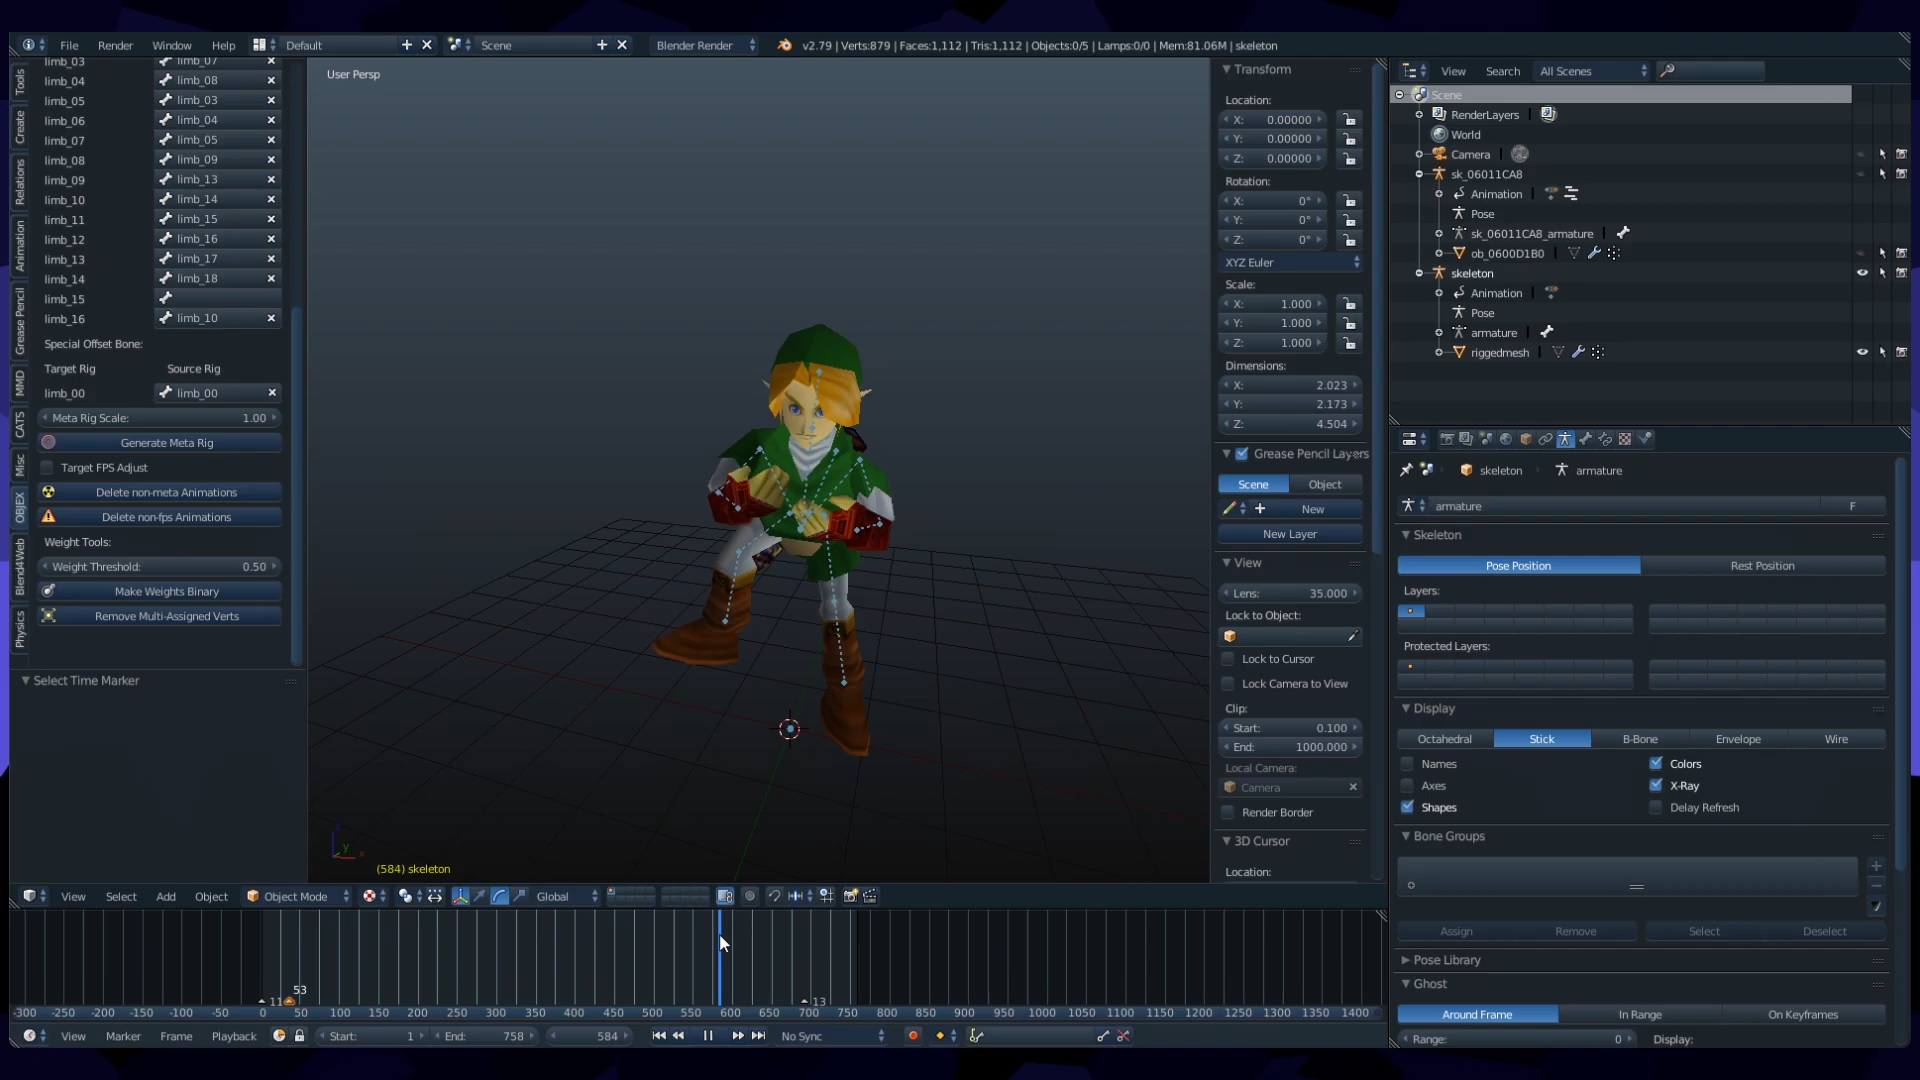 File Render Window Help Default Scene Blender Render v2.79 | Verts:879 | Faces:1,112 | Tris:1,112 | Objects:0/5 | Lamps:0/0 | Mem:81.06M | skeleton
Tools
Create
Relations
Animation
Grease Pencil
MMD
CATS
Misc
OBJEX
Blend4Web
Physics
limb_03 limb_07
limb_04 limb_08
limb_05 limb_03
limb_06 limb_04
limb_07 limb_05
limb_08 limb_09
limb_09 limb_13
limb_10 limb_14
limb_11 limb_15
limb_12 limb_16
limb_13 limb_17
limb_14 limb_18
limb_15
limb_16 limb_10
Special Offset Bone:
Target Rig Source Rig
limb_00 limb_00
Meta Rig Scale: 1.00
Generate Meta Rig
Target FPS Adjust
Delete non-meta Animations
Delete non-fps Animations
Weight Tools:
Weight Threshold: 0.50
Make Weights Binary
Remove Multi-Assigned Verts
Select Time Marker
User Persp
(584) skeleton
z
y
x
Transform
Location:
X: 0.00000
Y: 0.00000
Z: 0.00000
Rotation:
X: 0°
Y: 0°
Z: 0°
XYZ Euler
Scale:
X: 1.000
Y: 1.000
Z: 1.000
Dimensions:
X: 2.023
Y: 2.173
Z: 4.504
Grease Pencil Layers
Scene Object
New
New Layer
View
Lens: 35.000
Lock to Object:
Lock to Cursor
Lock Camera to View
Clip:
Start: 0.100
End: 1000.000
Local Camera:
Camera
Render Border
3D Cursor
Location:
View Search All Scenes
Scene
RenderLayers
World
Camera
sk_06011CA8
Animation
Pose
sk_06011CA8_armature
ob_0600D1B0
skeleton
Animation
Pose
armature
riggedmesh
skeleton armature
armature F
Skeleton
Pose Position Rest Position
Layers:
Protected Layers:
Display
Octahedral Stick B-Bone Envelope Wire
Names Colors
Axes X-Ray
Shapes Delay Refresh
Bone Groups
Assign Remove Select Deselect
Pose Library
Ghost
Around Frame In Range On Keyframes
Range: 0 Display:
View Select Add Object Object Mode Global
53
11 13
-300 -250 -200 -150 -100 -50 0 50 100 150 200 250 300 350 400 450 500 550 600 650 700 750 800 850 900 950 1000 1050 1100 1150 1200 1250 1300 1350 1400
View Marker Frame Playback Start: 1 End: 758 584 No Sync